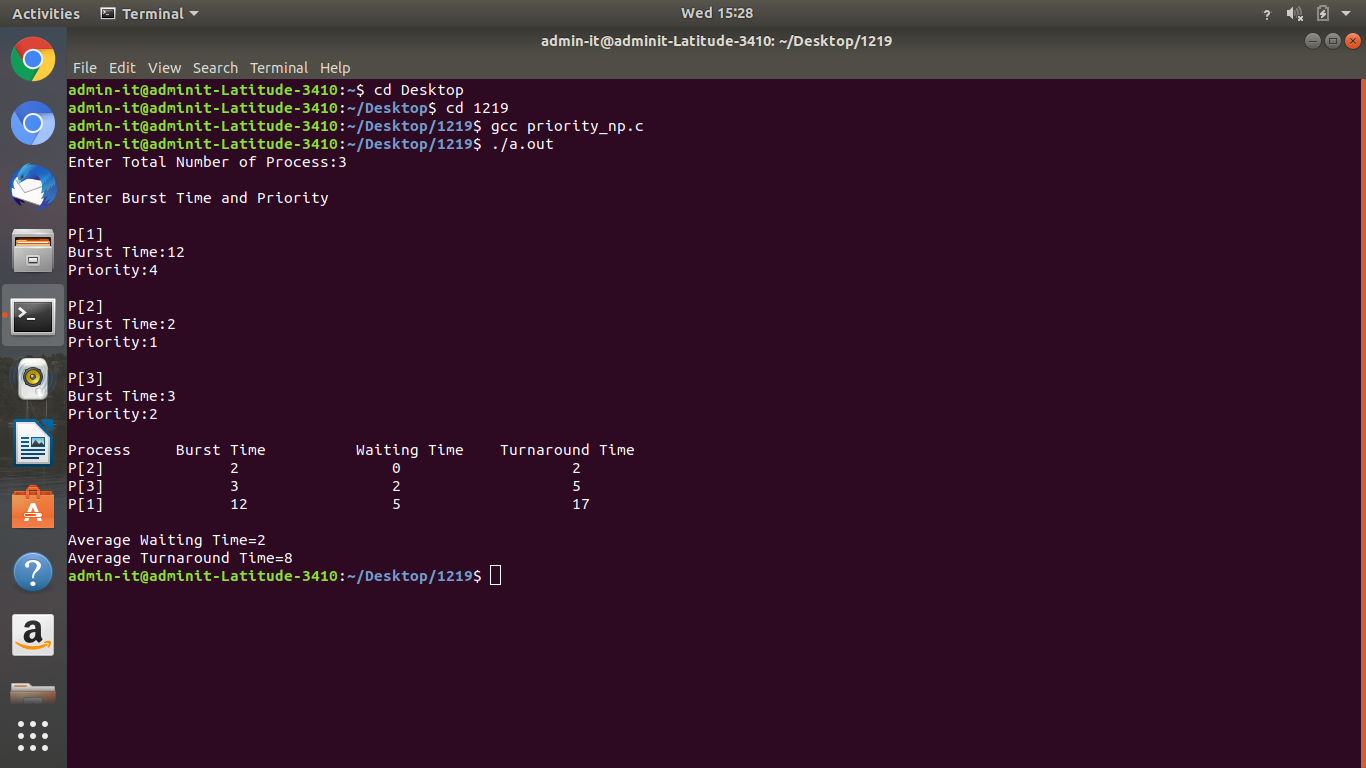 Activities Terminal Wed 15:28 ?
admin-it@adminit-Latitude-3410: ~/Desktop/1219
File Edit View Search Terminal Help
admin-it@adminit-Latitude-3410:~$ cd Desktop
admin-it@adminit-Latitude-3410:~/Desktop$ cd 1219
admin-it@adminit-Latitude-3410:~/Desktop/1219$ gcc priority_np.c
admin-it@adminit-Latitude-3410:~/Desktop/1219$ ./a.out
Enter Total Number of Process:3
Enter Burst Time and Priority
P[1]
Burst Time:12
Priority:4
P[2]
Burst Time:2
Priority:1
P[3]
Burst Time:3
Priority:2
Process Burst Time Waiting Time Turnaround Time
P[2] 2 0 2
P[3] 3 2 5
P[1] 12 5 17
Average Waiting Time=2
Average Turnaround Time=8
admin-it@adminit-Latitude-3410:~/Desktop/1219$